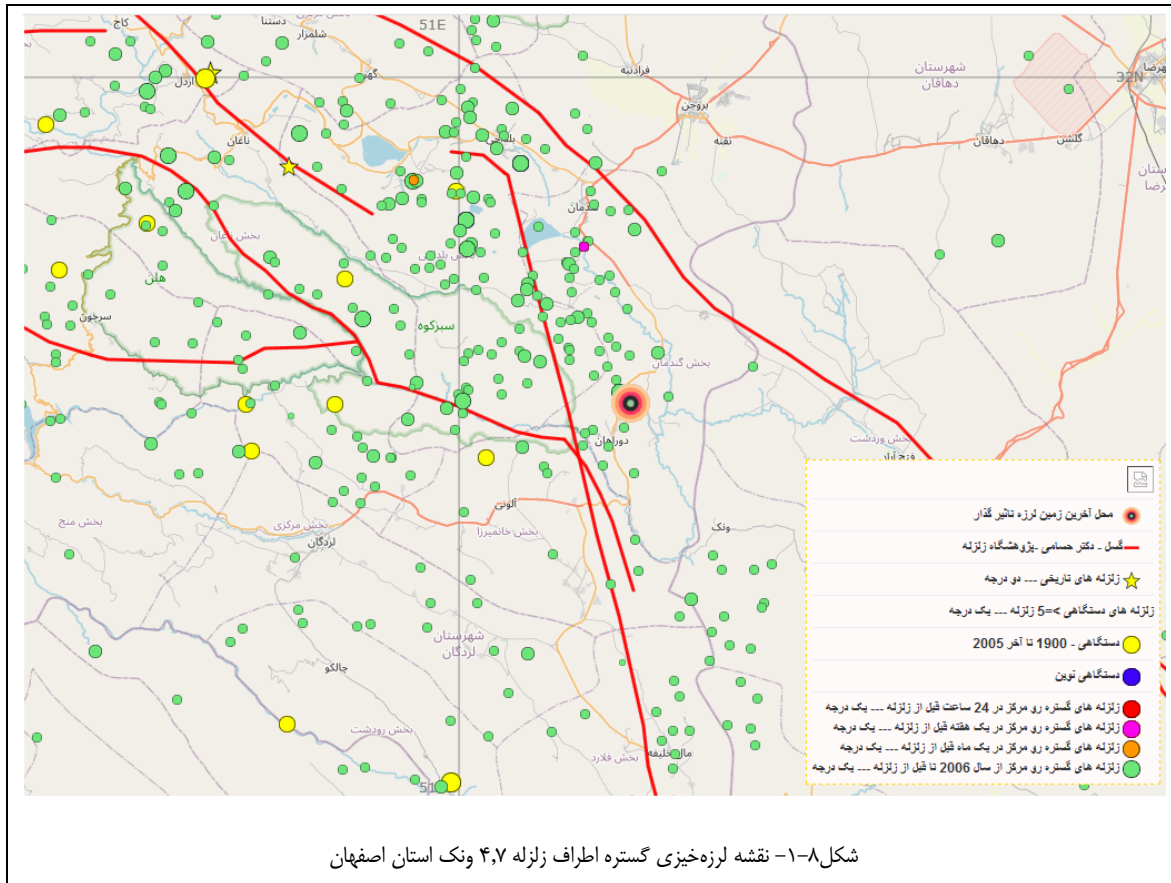 کاج
دستنا
شلمزار
51E
اردل
گهر
فرادنبه
بروجن
شهرستان
دهاقان
شهرضا
32N
ناغان
بلداجی
نقنه
دهاقان
گلشن
بخش ناغان
هلن
سرخون
سبزکوه
بخش گندمان
دوراهان
بخش وردشت
آلونی
بخش خانمیرزا
ونک
بخش منج
بخش مرکزی
لردگان
شهرستان
لردگان
چالکو
بخش رودشت
بخش فلارد
مال خلیفه
محل آخرین زمین لرزه تاثیر گذار
گسل - دکتر حسامی -پژوهشگاه زلزله
زلزله های تاریخی --- دو درجه
زلزله های دستگاهی >=5 زلزله --- یک درجه
دستگاهی - 1900 تا آخر 2005
دستگاهی نوین
زلزله های گستره رو مرکز در 24 ساعت قبل از زلزله --- یک درجه
زلزله های گستره رو مرکز در یک هفته قبل از زلزله --- یک درجه
زلزله های گستره رو مرکز در یک ماه قبل از زلزله --- یک درجه
زلزله های گستره رو مرکز از سال 2006 تا قبل از زلزله --- یک درجه
شکل۸-۱- نقشه لرزه‌خیزی گستره اطراف زلزله ۴٫۷ ونک استان اصفهان